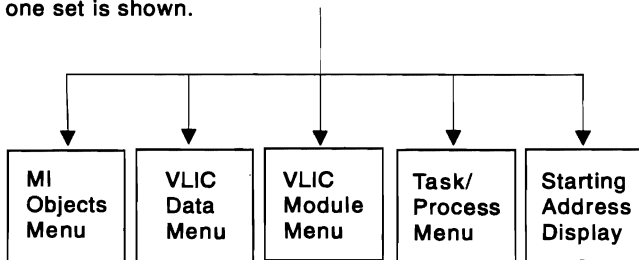 one set is shown.
MI
Objects
Menu
VLIC
Data
Menu
VLIC
Module
Menu
Task/
Process
Menu
Starting
Address
Display